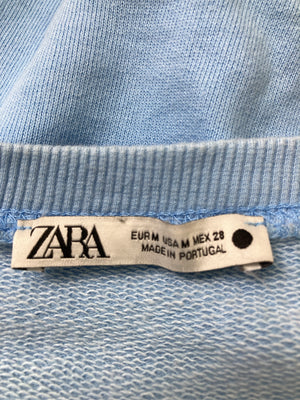 ZARA
EUR M USA M MEX 28
MADE IN PORTUGAL